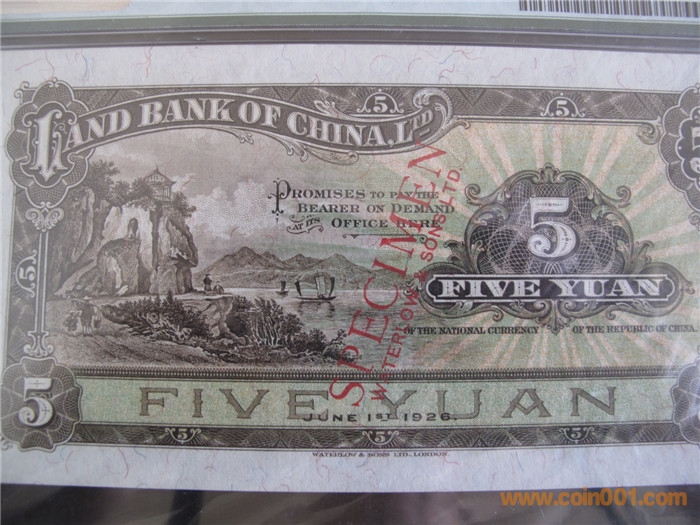 5
5
LAND BANK OF CHINA, LTD
PROMISES TO PAY THE
BEARER ON DEMAND
AT ITS OFFICE HERE
5
FIVE YUAN
OF THE NATIONAL CURRENCY OF THE REPUBLIC OF CHINA.
SPECIMEN
WATERLOW & SONS LTD.
5
5
FIVE YUAN
JUNE 1ST 1926.
5
5
WATERLOW & SONS LTD., LONDON.
www.coin001.com